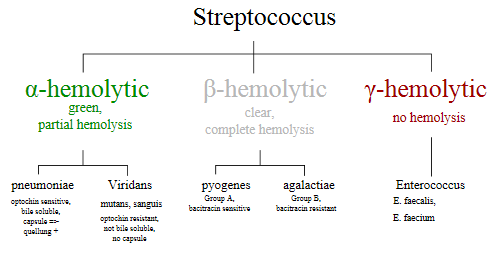 Streptococcus
α-hemolytic
green,
partial hemolysis
β-hemolytic
clear,
complete hemolysis
γ-hemolytic
no hemolysis
pneumoniae
optochin sensitive,
bile soluble,
capsule =>
quellung +
Viridans
mutans, sanguis
optochin resistant,
not bile soluble,
no capsule
pyogenes
Group A,
bacitracin sensitive
agalactiae
Group B,
bacitracin resistant
Enterococcus
E. faecalis,
E. faecium